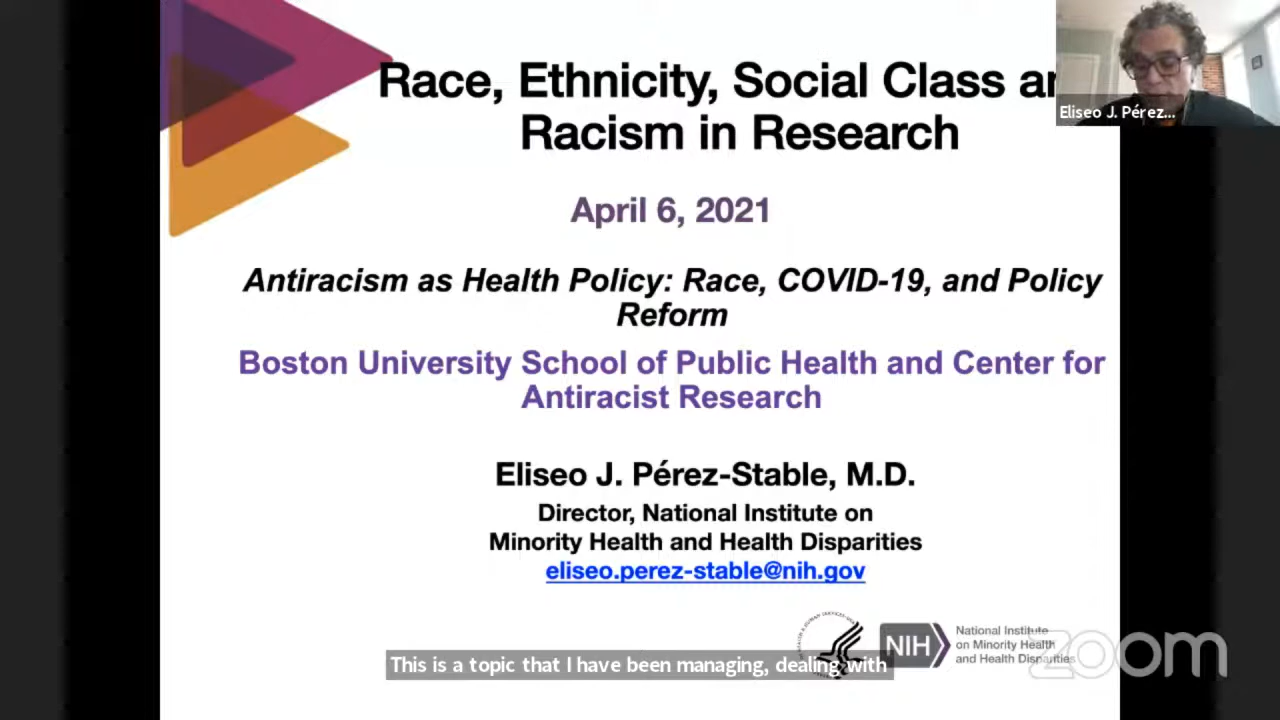 Race, Ethnicity, Social Class an
Racism in Research
Eliseo J. Pérez...
April 6, 2021
Antiracism as Health Policy: Race, COVID-19, and Policy
Reform
Boston University School of Public Health and Center for
Antiracist Research
Eliseo J. Pérez-Stable, M.D.
Director, National Institute on
Minority Health and Health Disparities
eliseo.perez-stable@nih.gov
NIH
National Institute
on Minority Health
and Health Disparities
zoom
This is a topic that I have been managing, dealing with